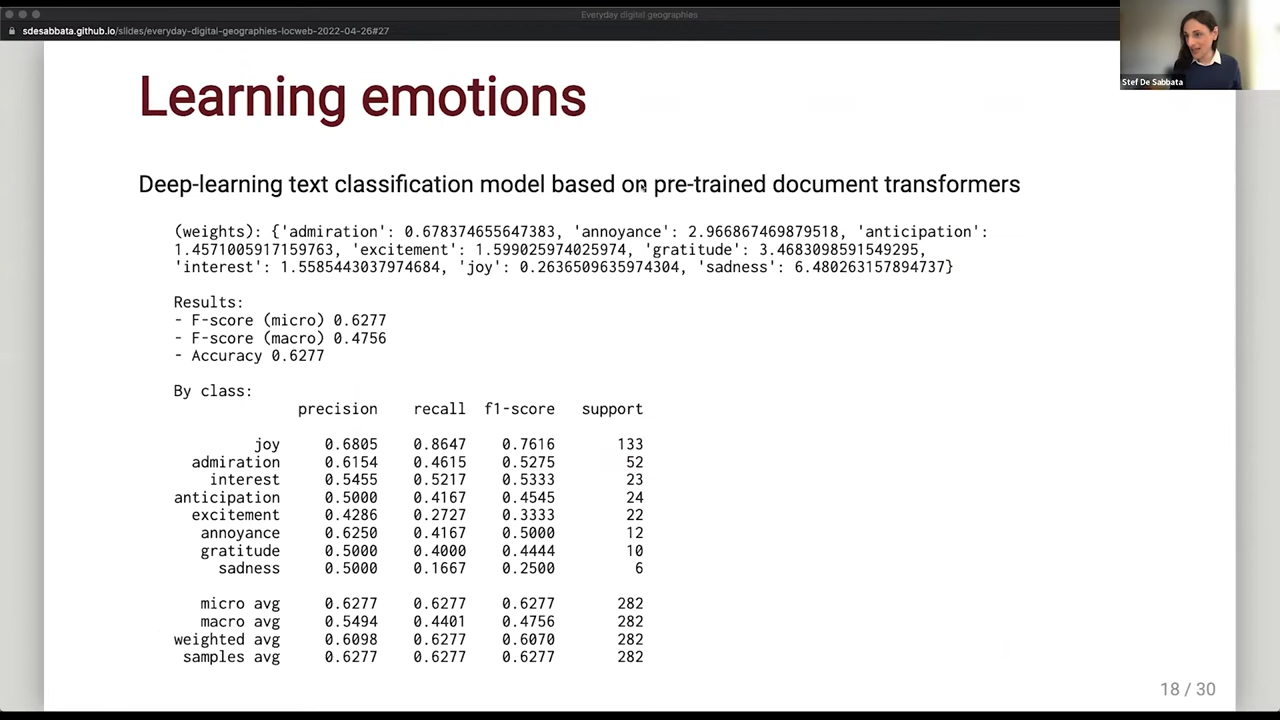 Everyday digital geographies
sdesabbata.github.io/slides/everyday-digital-geographies-locweb-2022-04-26#27
Stef De Sabbata
Learning emotions
Deep-learning text classification model based on pre-trained document transformers
(weights): {'admiration': 0.678374655647383, 'annoyance': 2.966867469879518, 'anticipation':
1.4571005917159763, 'excitement': 1.599025974025974, 'gratitude': 3.4683098591549295,
'interest': 1.5585443037974684, 'joy': 0.2636509635974304, 'sadness': 6.480263157894737}
Results:
- F-score (micro) 0.6277
- F-score (macro) 0.4756
- Accuracy 0.6277
By class:
precision recall f1-score support
joy 0.6805 0.8647 0.7616 133
admiration 0.6154 0.4615 0.5275 52
interest 0.5455 0.5217 0.5333 23
anticipation 0.5000 0.4167 0.4545 24
excitement 0.4286 0.2727 0.3333 22
annoyance 0.6250 0.4167 0.5000 12
gratitude 0.5000 0.4000 0.4444 10
sadness 0.5000 0.1667 0.2500 6
micro avg 0.6277 0.6277 0.6277 282
macro avg 0.5494 0.4401 0.4756 282
weighted avg 0.6098 0.6277 0.6070 282
samples avg 0.6277 0.6277 0.6277 282
18 / 30